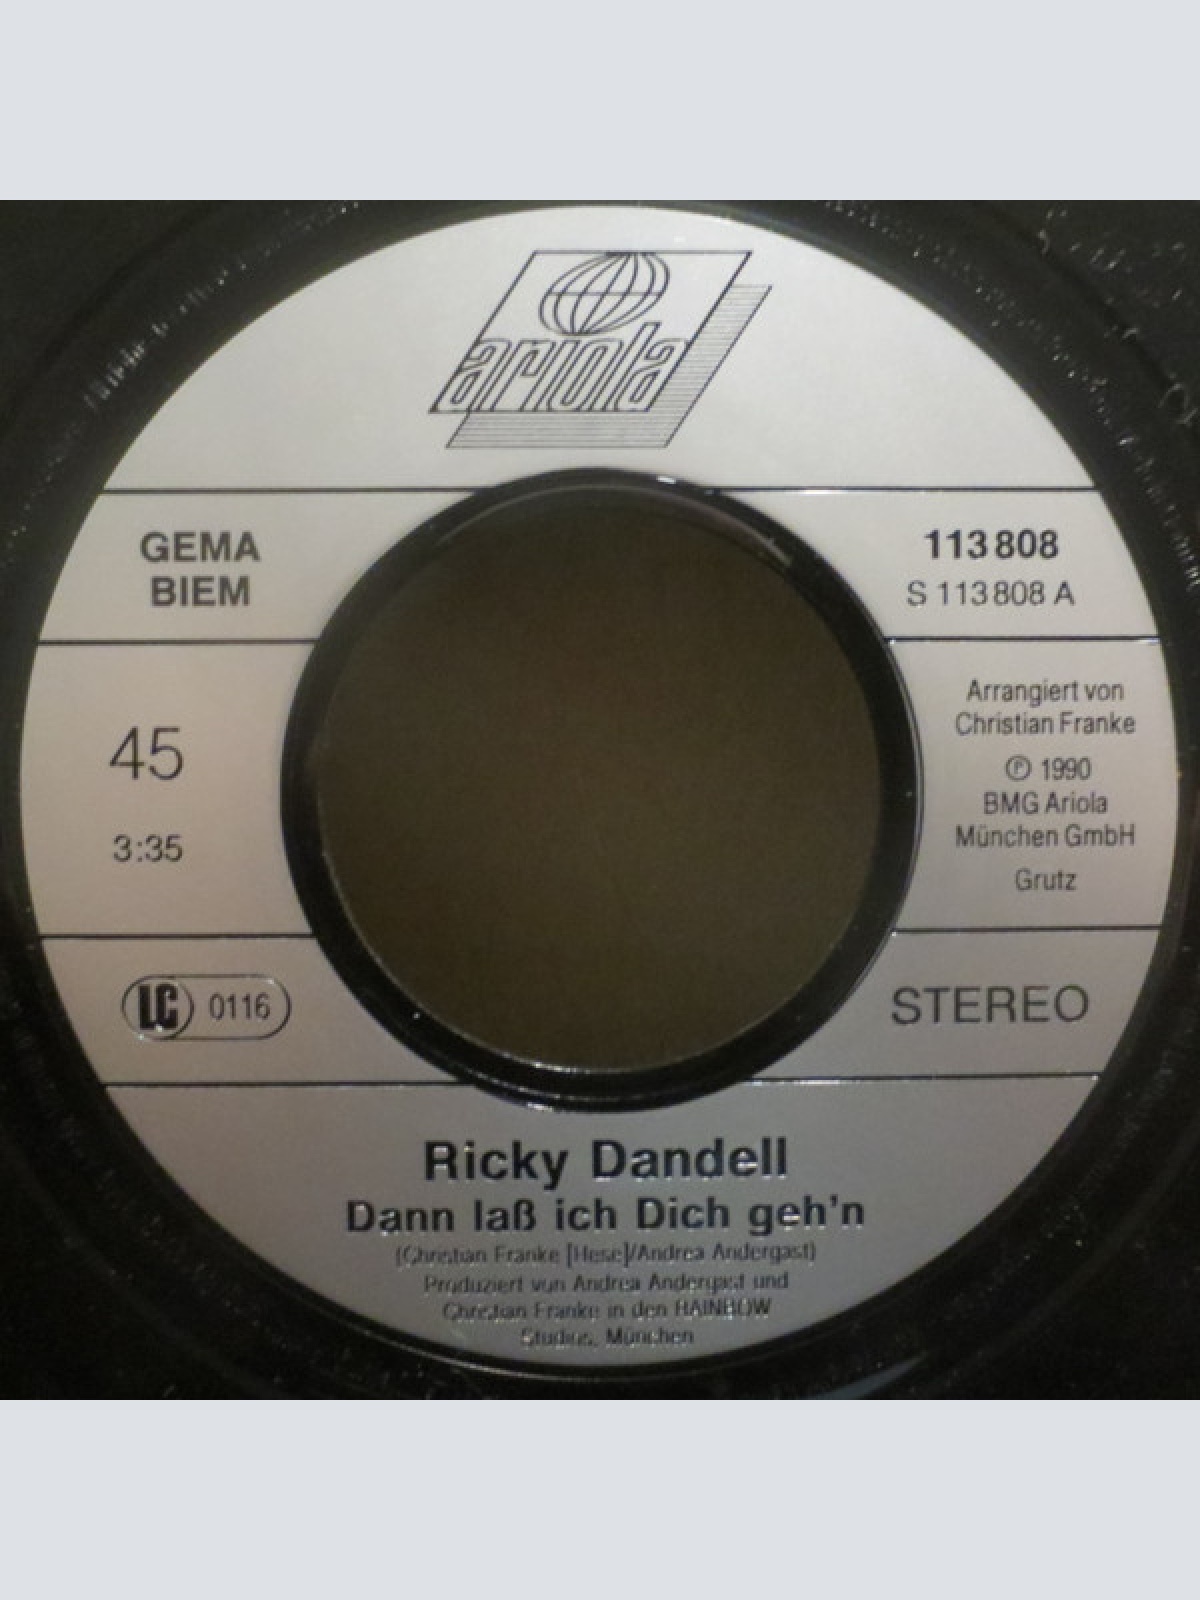 ariola
GEMA
BIEM
113 808
S 113 808 A
45
3:35
Arrangiert von
Christian Franke
℗ 1990
BMG Ariola
München GmbH
Grutz
LC 0116
STEREO
Ricky Dandell
Dann laß ich Dich geh'n
(Christian Franke [Hese]/Andrea Andergast)
Produziert von Andrea Andergast und
Christian Franke in den RAINBOW
Studios, München